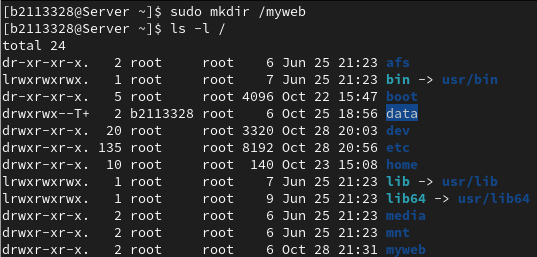 [b2113328@Server ~]$ sudo mkdir /myweb
[b2113328@Server ~]$ ls -l /
total 24
dr-xr-xr-x.   2 root     root    6 Jun 25 21:23 afs
lrwxrwxrwx.   1 root     root    7 Jun 25 21:23 bin -> usr/bin
dr-xr-xr-x.   5 root     root 4096 Oct 22 15:47 boot
drwxrwx--T+   2 b2113328 root    6 Oct 25 18:56 data
drwxr-xr-x.  20 root     root 3320 Oct 28 20:03 dev
drwxr-xr-x. 135 root     root 8192 Oct 28 20:56 etc
drwxr-xr-x.  10 root     root  140 Oct 23 15:08 home
lrwxrwxrwx.   1 root     root    7 Jun 25 21:23 lib -> usr/lib
lrwxrwxrwx.   1 root     root    9 Jun 25 21:23 lib64 -> usr/lib64
drwxr-xr-x.   2 root     root    6 Jun 25 21:23 media
drwxr-xr-x.   2 root     root    6 Jun 25 21:23 mnt
drwxr-xr-x.   2 root     root    6 Oct 28 21:31 myweb